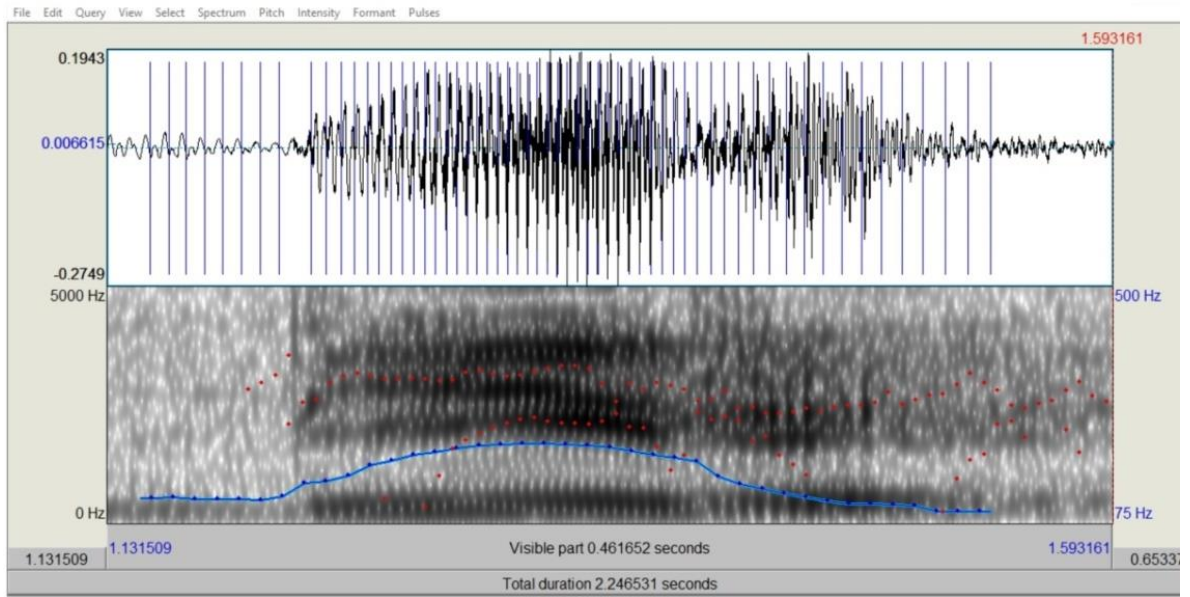 File Edit Query View Select Spectrum Pitch Intensity Formant Pulses
1.593161
0.1943
0.006615
-0.2749
5000 Hz 500 Hz
0 Hz 75 Hz
1.131509 Visible part 0.461652 seconds 1.593161
1.131509 0.65337
Total duration 2.246531 seconds